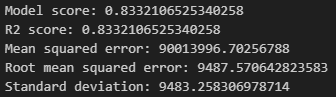 Model score: 0.8332106525340258
R2 score: 0.8332106525340258
Mean squared error: 90013996.70256788
Root mean squared error: 9487.570642823583
Standard deviation: 9483.258306978714